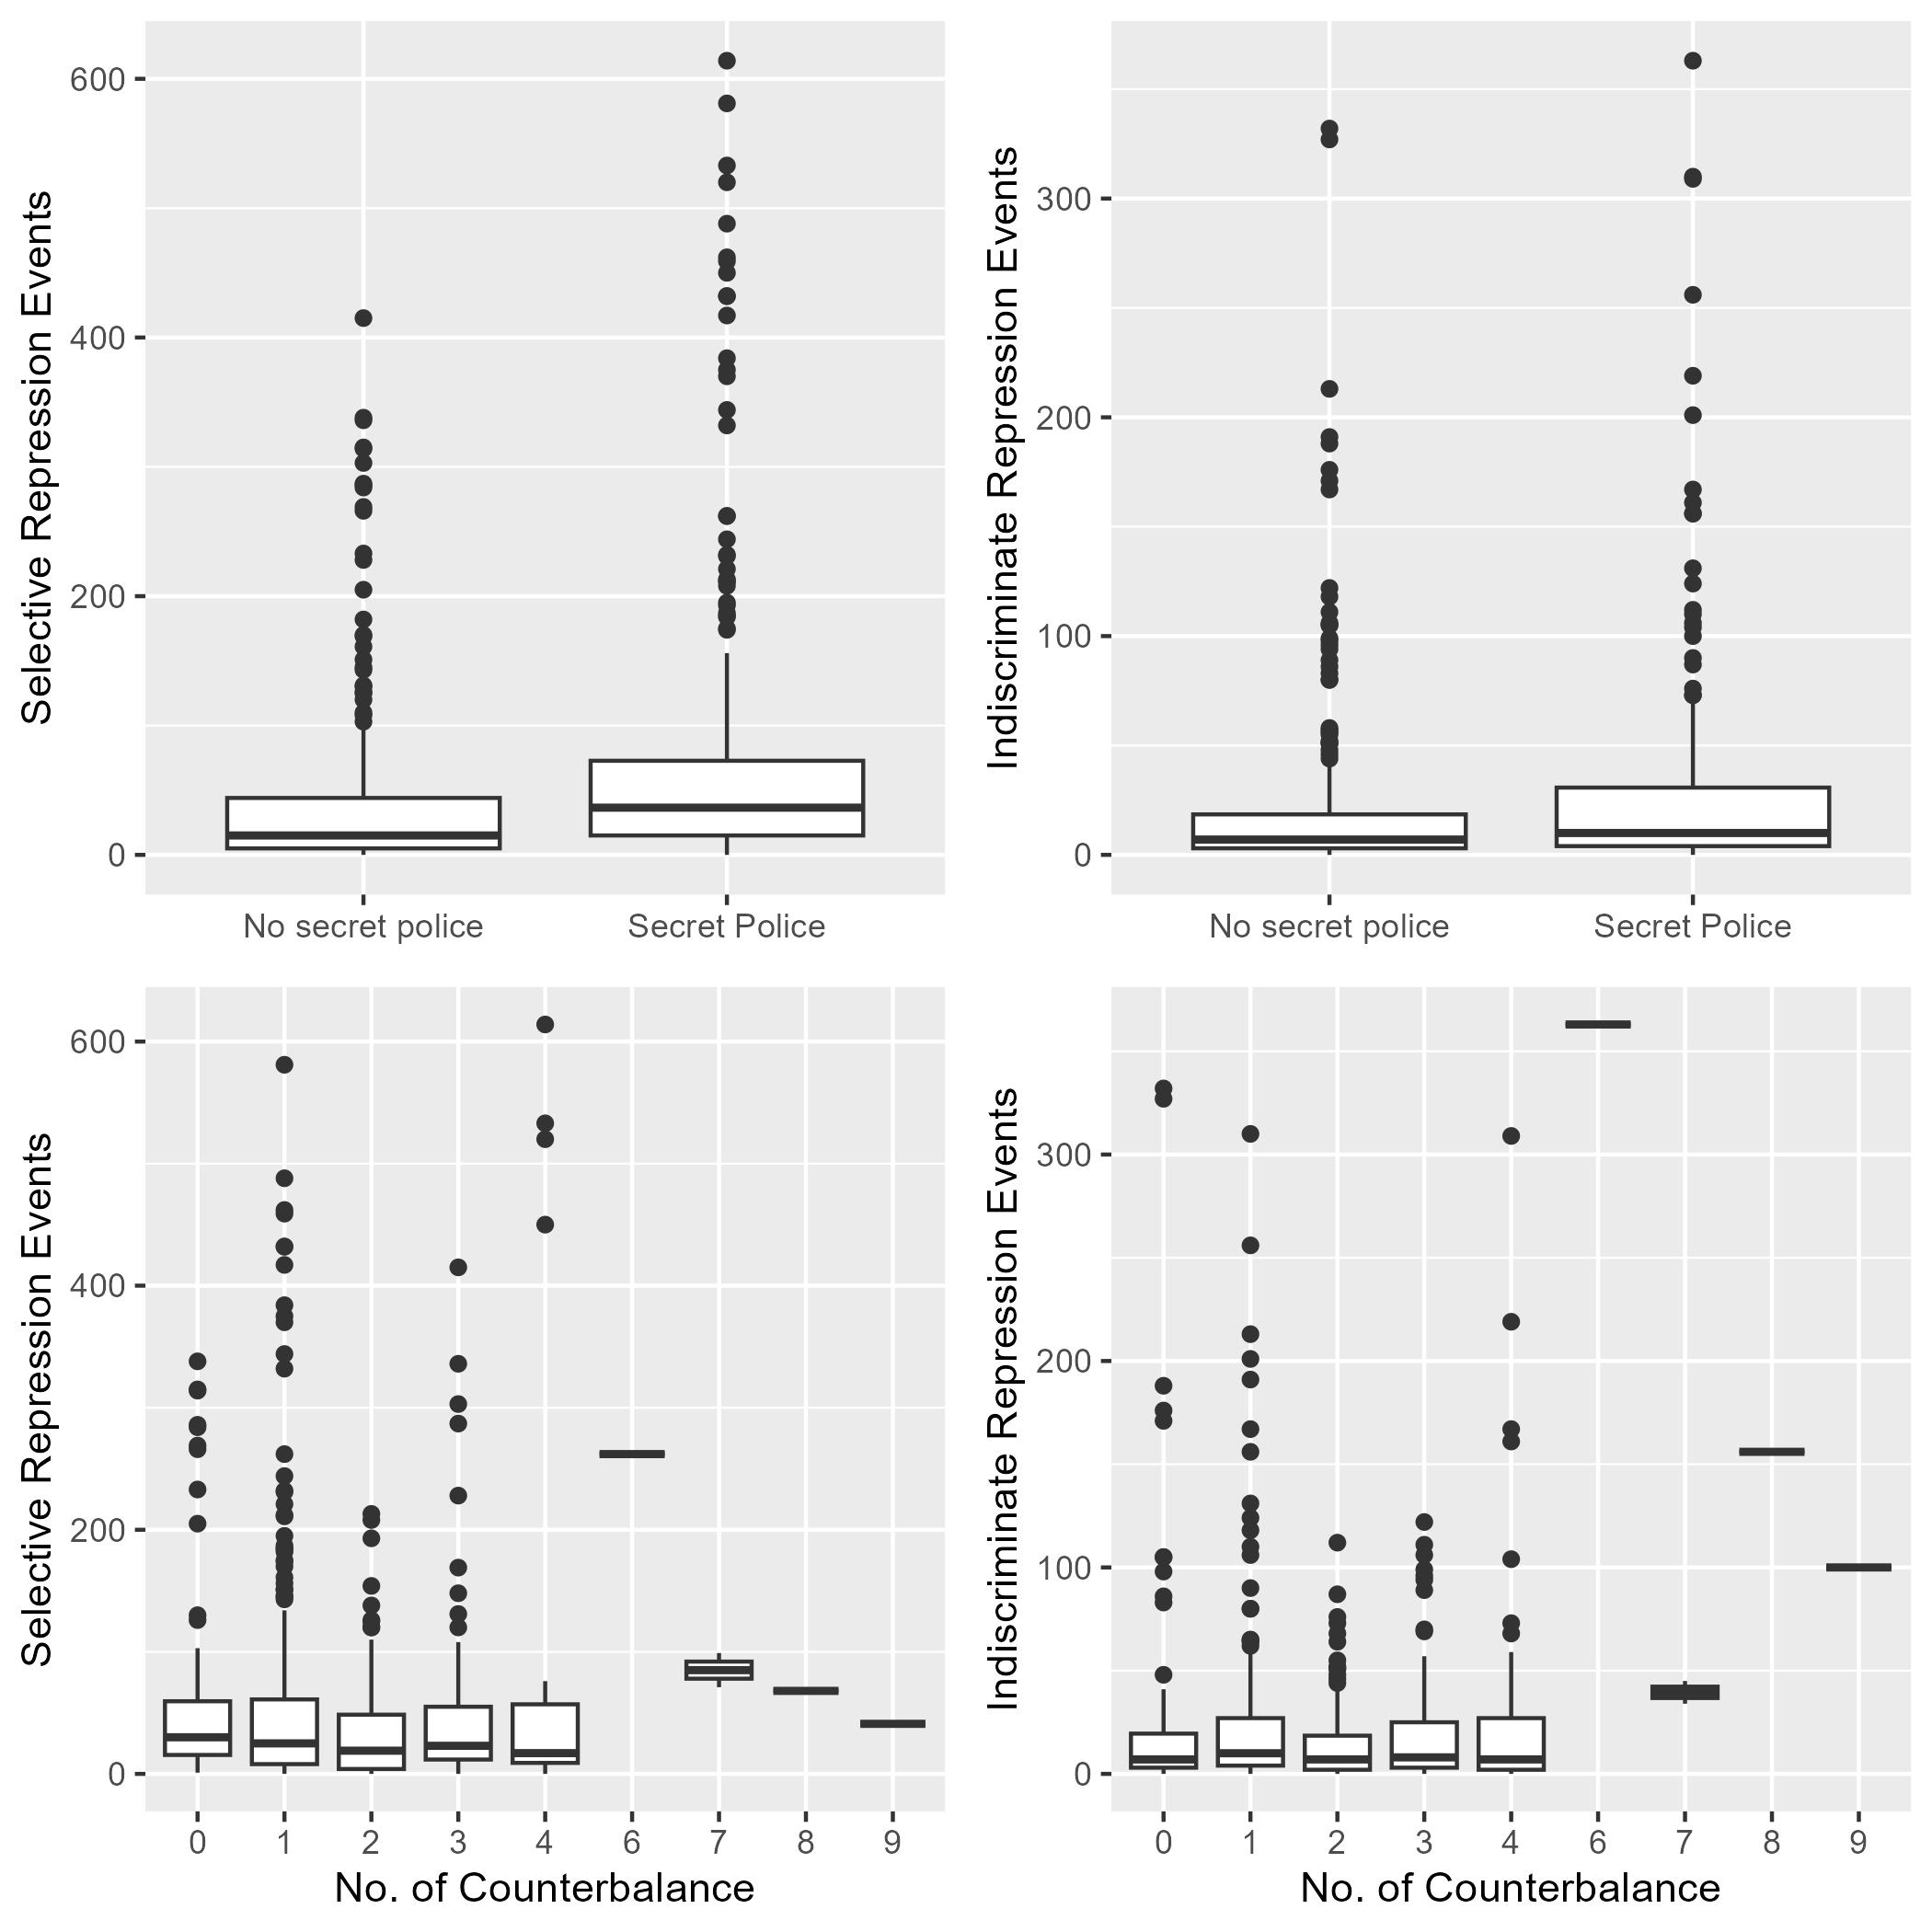 Selective Repression Events
600
400
200
0
No secret police
Secret Police
Indiscriminate Repression Events
300
200
100
0
No secret police
Secret Police
Selective Repression Events
600
400
200
0
0 1 2 3 4 6 7 8 9
No. of Counterbalance
Indiscriminate Repression Events
300
200
100
0
0 1 2 3 4 6 7 8 9
No. of Counterbalance